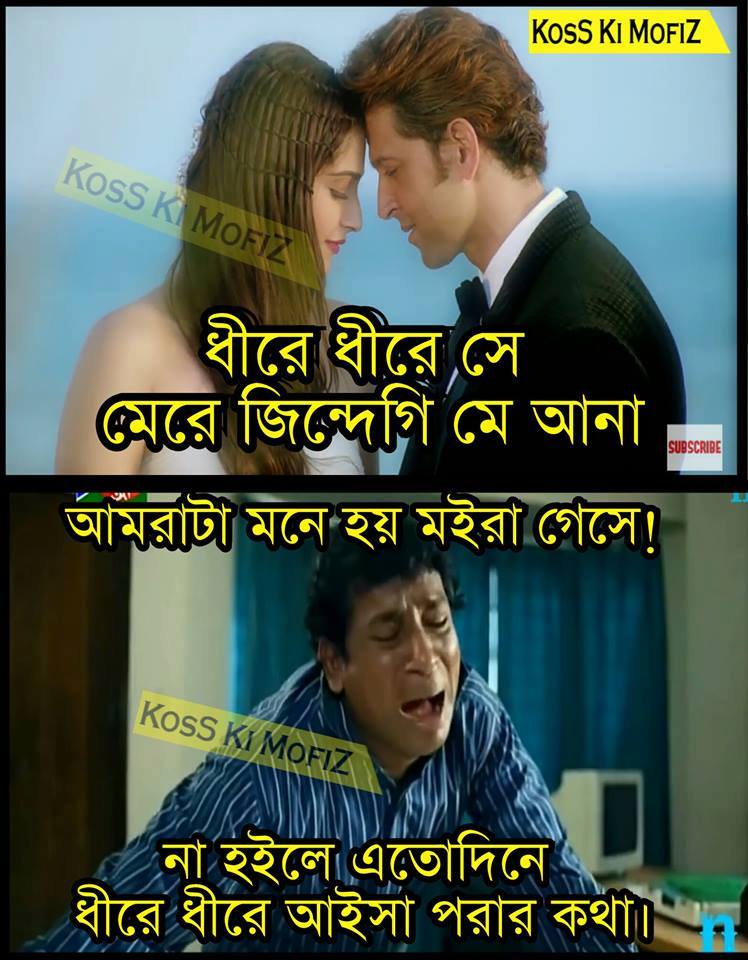 KosS Ki MofiZ
KosS Ki MofiZ
ধীরে ধীরে সে
মেরে জিন্দেগি মে আনা
SUBSCRIBE
আমরাটা মনে হয় মইরা গেসে!
KosS Ki MofiZ
না হইলে এতোদিনে
ধীরে ধীরে আইসা পরার কথা।
n